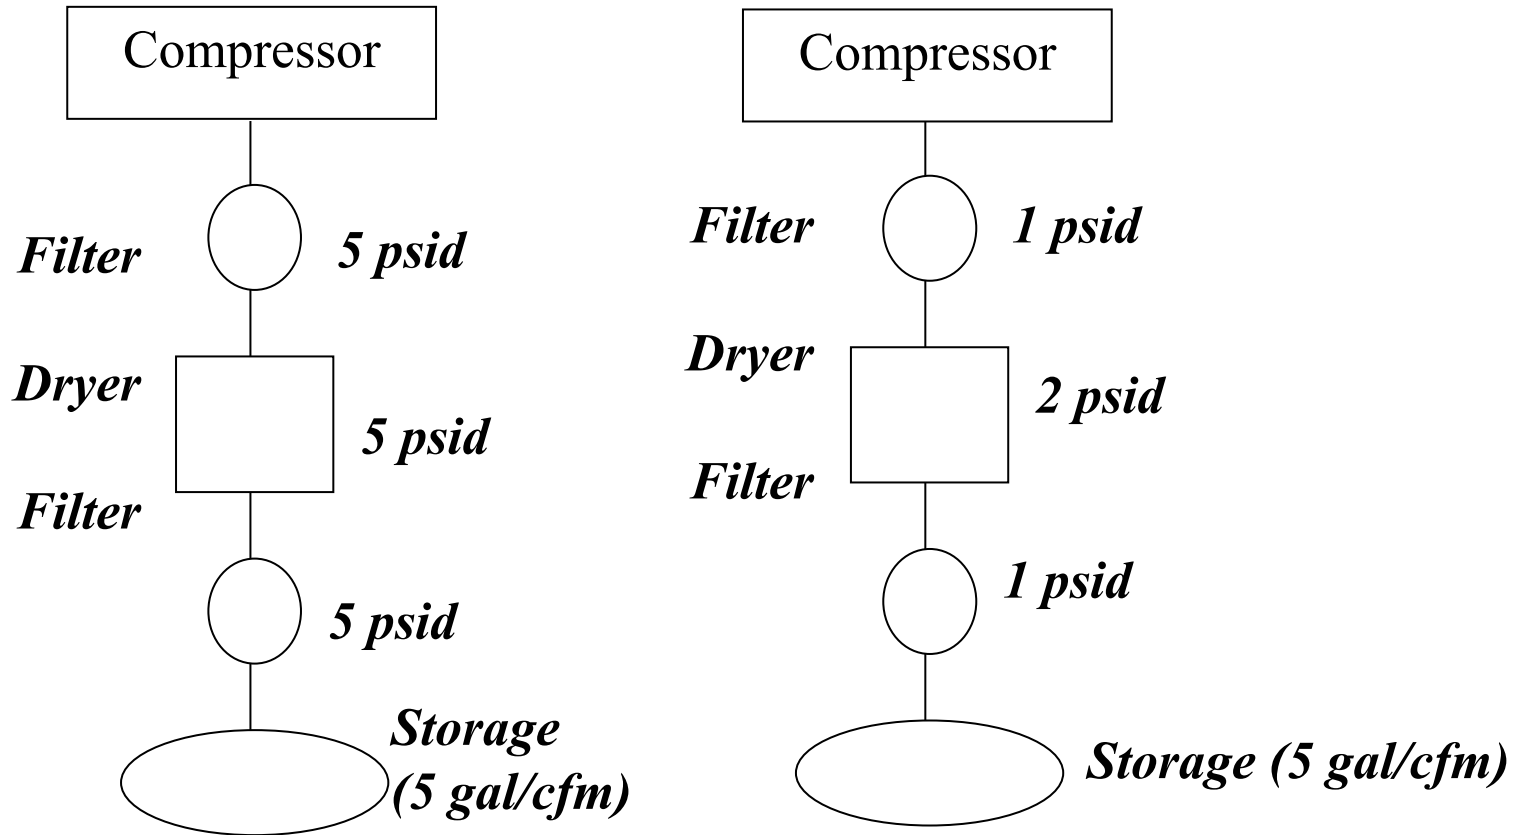 Compressor
Filter
5 psid
Dryer
5 psid
Filter
5 psid
Storage
(5 gal/cfm)
Compressor
Filter
1 psid
Dryer
2 psid
Filter
1 psid
Storage (5 gal/cfm)